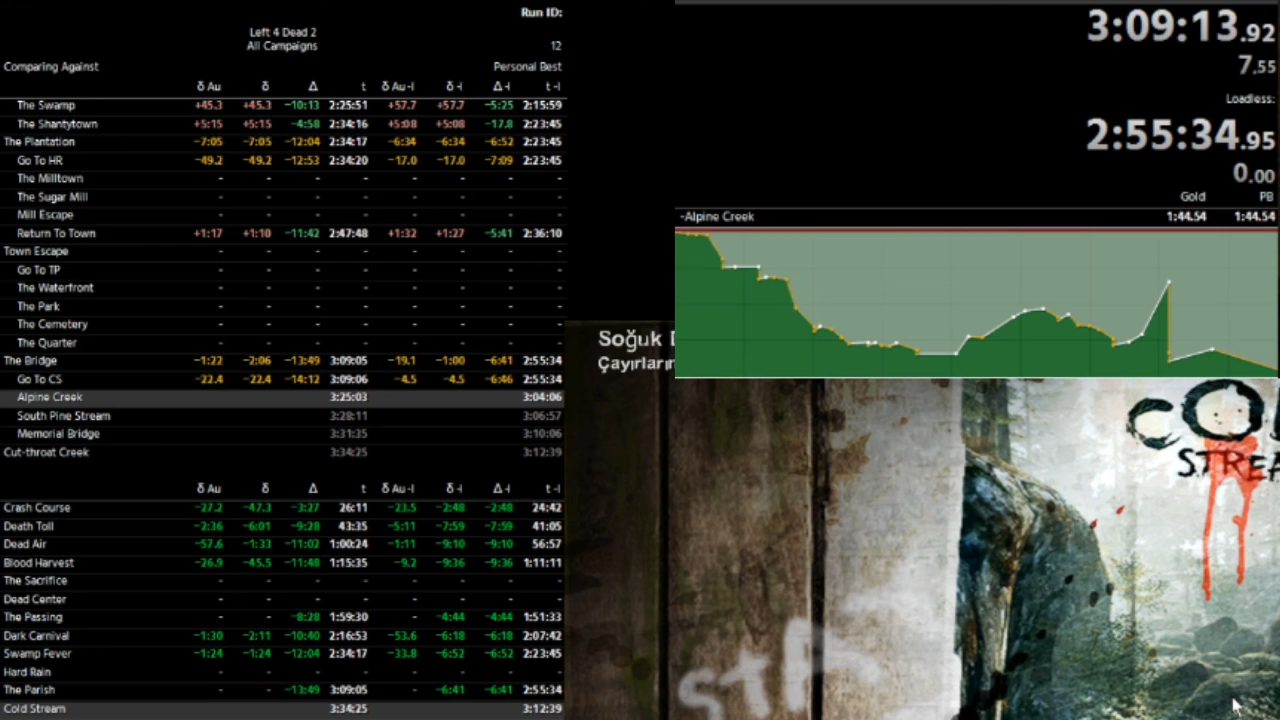 Run ID:
Left 4 Dead 2
All Campaigns 12
Comparing Against Personal Best
δ Au δ Δ t δ Au -l δ -l Δ -l t -l
The Swamp +45.3 +45.3 −10:13 2:25:51 +57.7 +57.7 −5:25 2:15:59
The Shantytown +5:15 +5:15 −4:58 2:34:16 +5:08 +5:08 −17.8 2:23:45
The Plantation −7:05 −7:05 −12:04 2:34:17 −6:34 −6:34 −6:52 2:23:45
Go To HR −49.2 −49.2 −12:53 2:34:20 −17.0 −17.0 −7:09 2:23:45
The Milltown - - - - - - - -
The Sugar Mill - - - - - - - -
Mill Escape - - - - - - - -
Return To Town +1:17 +1:10 −11:42 2:47:48 +1:32 +1:27 −5:41 2:36:10
Town Escape - - - - - - - -
Go To TP - - - - - - - -
The Waterfront - - - - - - - -
The Park - - - - - - - -
The Cemetery - - - - - - - -
The Quarter - - - - - - - -
The Bridge −1:22 −2:06 −13:49 3:09:05 −19.1 −1:00 −6:41 2:55:34
Go To CS −22.4 −22.4 −14:12 3:09:06 −4.5 −4.5 −6:46 2:55:34
Alpine Creek 3:25:03 3:04:06
South Pine Stream 3:28:11 3:06:57
Memorial Bridge 3:31:35 3:10:06
Cut-throat Creek 3:34:25 3:12:39
δ Au δ Δ t δ Au -l δ -l Δ -l t -l
Crash Course −27.2 −47.3 −3:27 26:11 −23.5 −2:48 −2:48 24:42
Death Toll −2:36 −6:01 −9:28 43:35 −5:11 −7:59 −7:59 41:05
Dead Air −57.6 −1:33 −11:02 1:00:24 −1:11 −9:10 −9:10 56:57
Blood Harvest −26.9 −45.5 −11:48 1:15:35 −9.2 −9:36 −9:36 1:11:11
The Sacrifice - - - - - - - -
Dead Center - - - - - - - -
The Passing - - −8:28 1:59:30 - −4:44 −4:44 1:51:33
Dark Carnival −1:30 −2:11 −10:40 2:16:53 −53.6 −6:18 −6:18 2:07:42
Swamp Fever −1:24 −1:24 −12:04 2:34:17 −33.8 −6:52 −6:52 2:23:45
Hard Rain - - - - - - - -
The Parish - - −13:49 3:09:05 - −6:41 −6:41 2:55:34
Cold Stream 3:34:25 3:12:39
3:09:13.92
7.55
Loadless:
2:55:34.95
0.00
Gold PB
-Alpine Creek 1:44.54 1:44.54
Soğuk
Çayırların